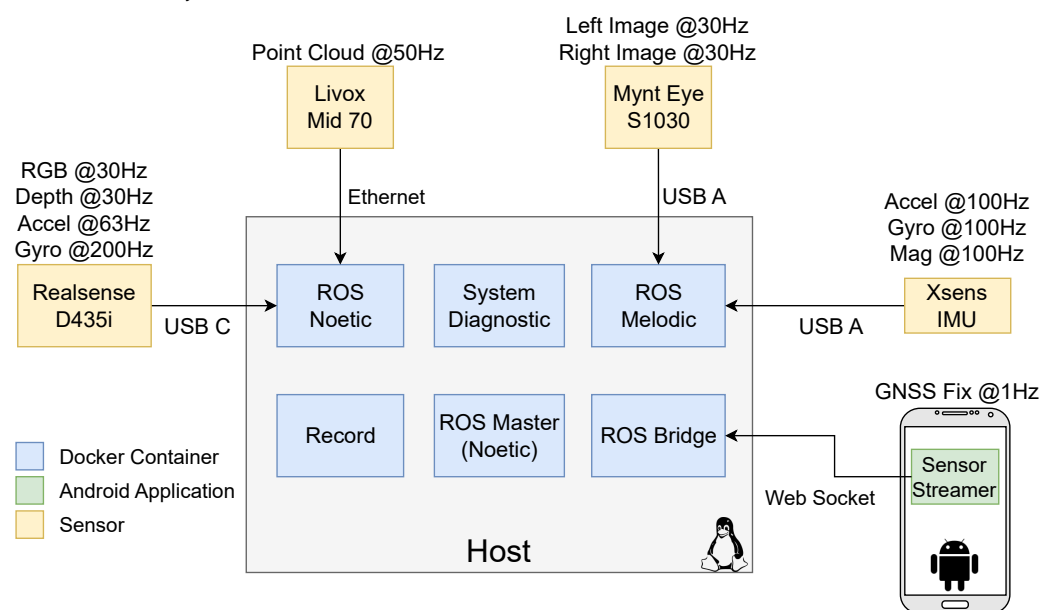 Left Image @30Hz
Right Image @30Hz
Point Cloud @50Hz
Livox
Mid 70
Mynt Eye
S1030
Ethernet
USB A
RGB @30Hz
Depth @30Hz
Accel @63Hz
Gyro @200Hz
Realsense
D435i
USB C
Accel @100Hz
Gyro @100Hz
Mag @100Hz
Xsens
IMU
USB A
ROS
Noetic
System
Diagnostic
ROS
Melodic
Record
ROS Master
(Noetic)
ROS Bridge
GNSS Fix @1Hz
Sensor
Streamer
Web Socket
Docker Container
Android Application
Sensor
Host